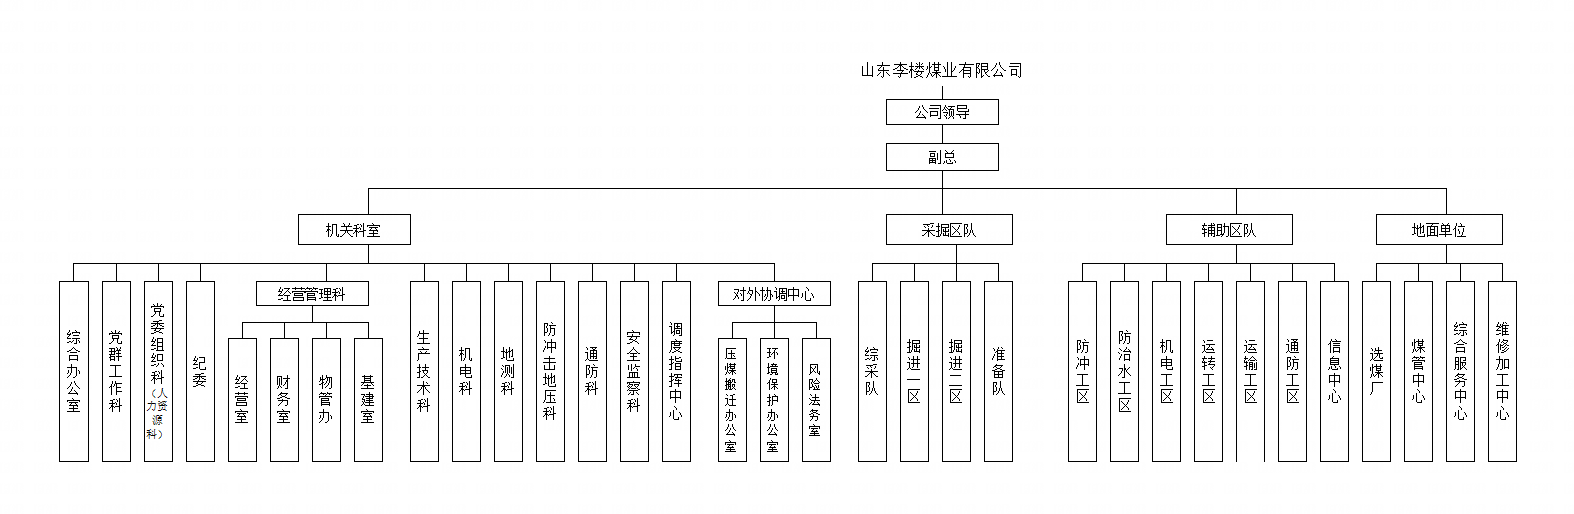 山东李楼煤业有限公司
公司领导
副总
机关科室
采掘区队
辅助区队
地面单位
综合办公室
党群工作科
党委组织科（人力资源科）
纪委
经营管理科
经营室
财务室
物管办
基建室
生产技术科
机电科
地测科
防冲击地压科
通防科
安全监察科
调度指挥中心
对外协调中心
压煤搬迁办公室
环境保护办公室
风险法务室
综采队
掘进一区
掘进二区
准备队
防冲工区
防治水工区
机电工区
运转工区
运输工区
通防工区
信息中心
选煤厂
煤管中心
综合服务中心
维修加工中心